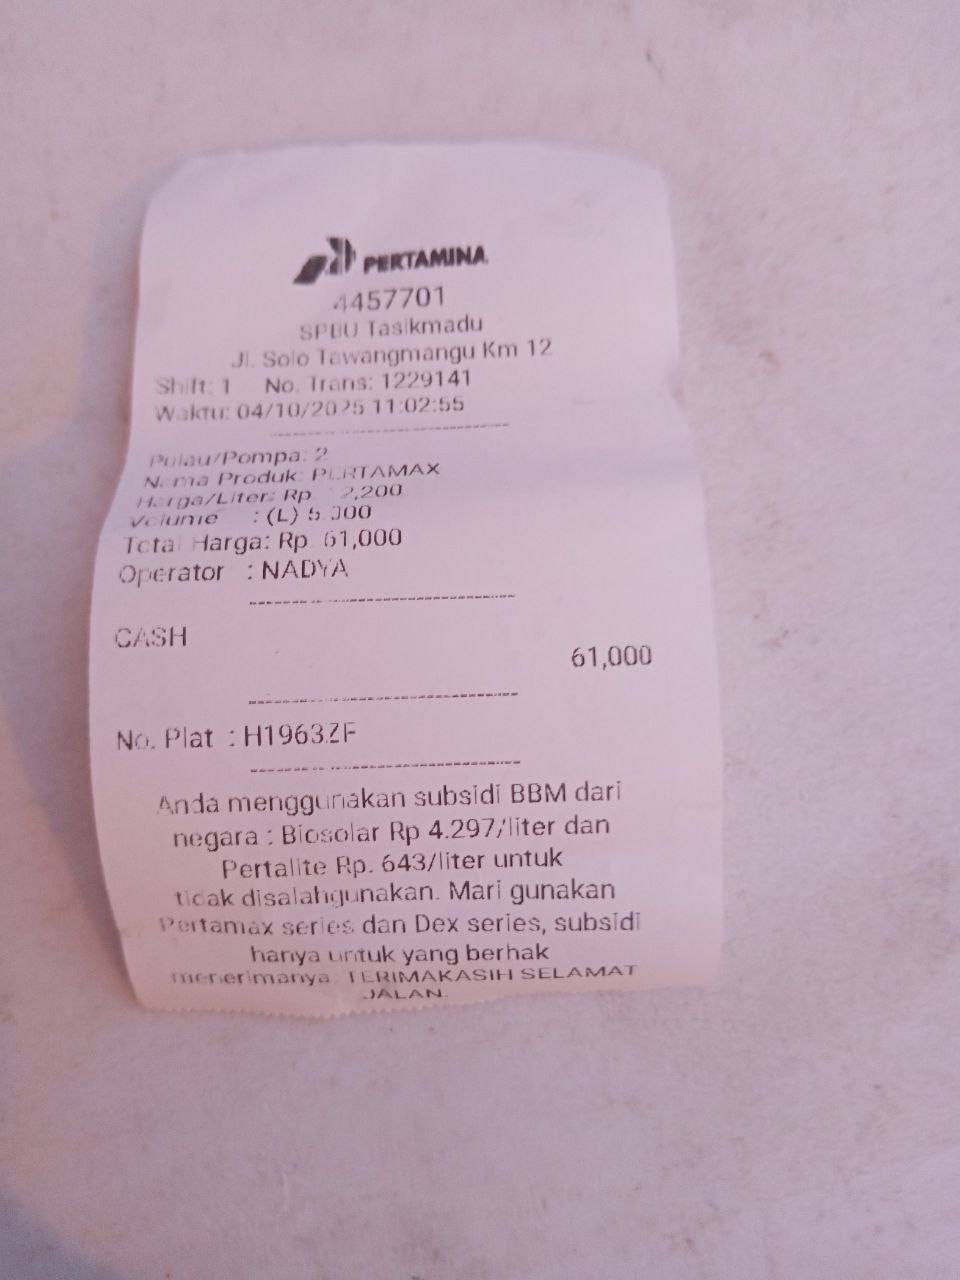 PERTAMINA
4457701
SPBU Tasikmadu
Jl. Solo Tawangmangu Km 12
Shift: 1 No. Trans: 1229141
Waktu: 04/10/2025 11:02:55
Pulau/Pompa: 2
Nama Produk: PERTAMAX
Harga/Liter: Rp
Volume : (L)
Total Harga: Rp. 61,000
Operator : NADYA
CASH
61,000
No. Plat : H1963ZF
Anda menggunakan subsidi BBM dari
negara : Biosolar Rp 4.297/liter dan
Pertalite Rp. 643/liter untuk
tidak disalahgunakan. Mari gunakan
Pertamax series dan Dex series, subsidi
hanya untuk yang berhak
menerimanya. TERIMAKASIH SELAMAT
JALAN.